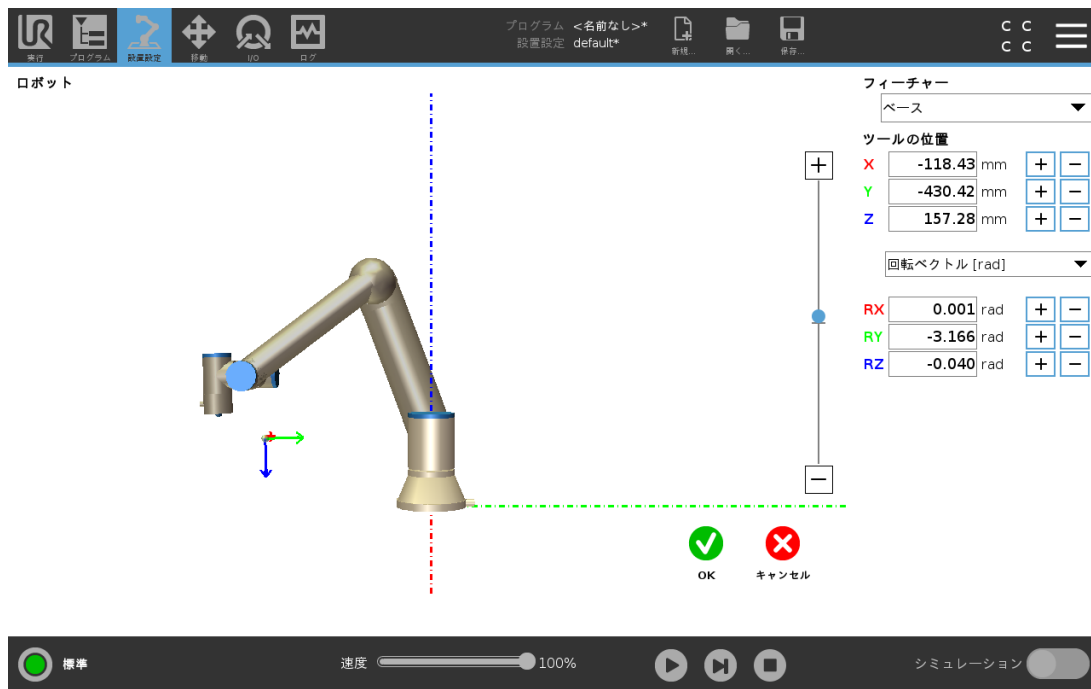 プログラム <名前なし>*
設置設定 default*
実行 プログラム 設置設定 移動 I/O ログ 新規... 開く... 保存...
C C
C C
ロボット
フィーチャー
ベース
ツールの位置
X -118.43 mm + −
Y -430.42 mm + −
Z 157.28 mm + −
回転ベクトル [rad]
RX 0.001 rad + −
RY -3.166 rad + −
RZ -0.040 rad + −
OK キャンセル
標準 速度 100% シミュレーション